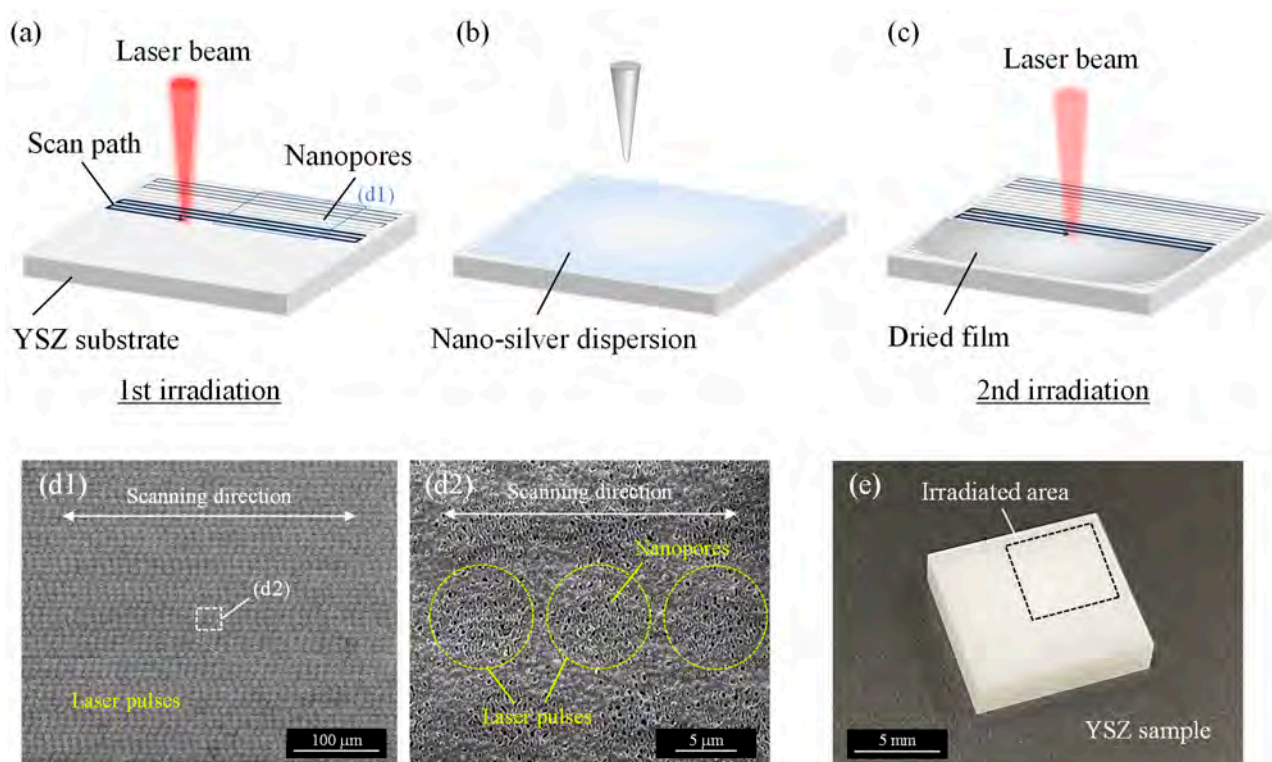 (a)
Laser beam
Scan path
Nanopores
(d1)
YSZ substrate
1st irradiation
(b)
Nano-silver dispersion
(c)
Laser beam
Dried film
2nd irradiation
(d1)
Scanning direction
(d2)
Laser pulses
100 μm
(d2)
Scanning direction
Nanopores
Laser pulses
5 μm
(e)
Irradiated area
5 mm
YSZ sample